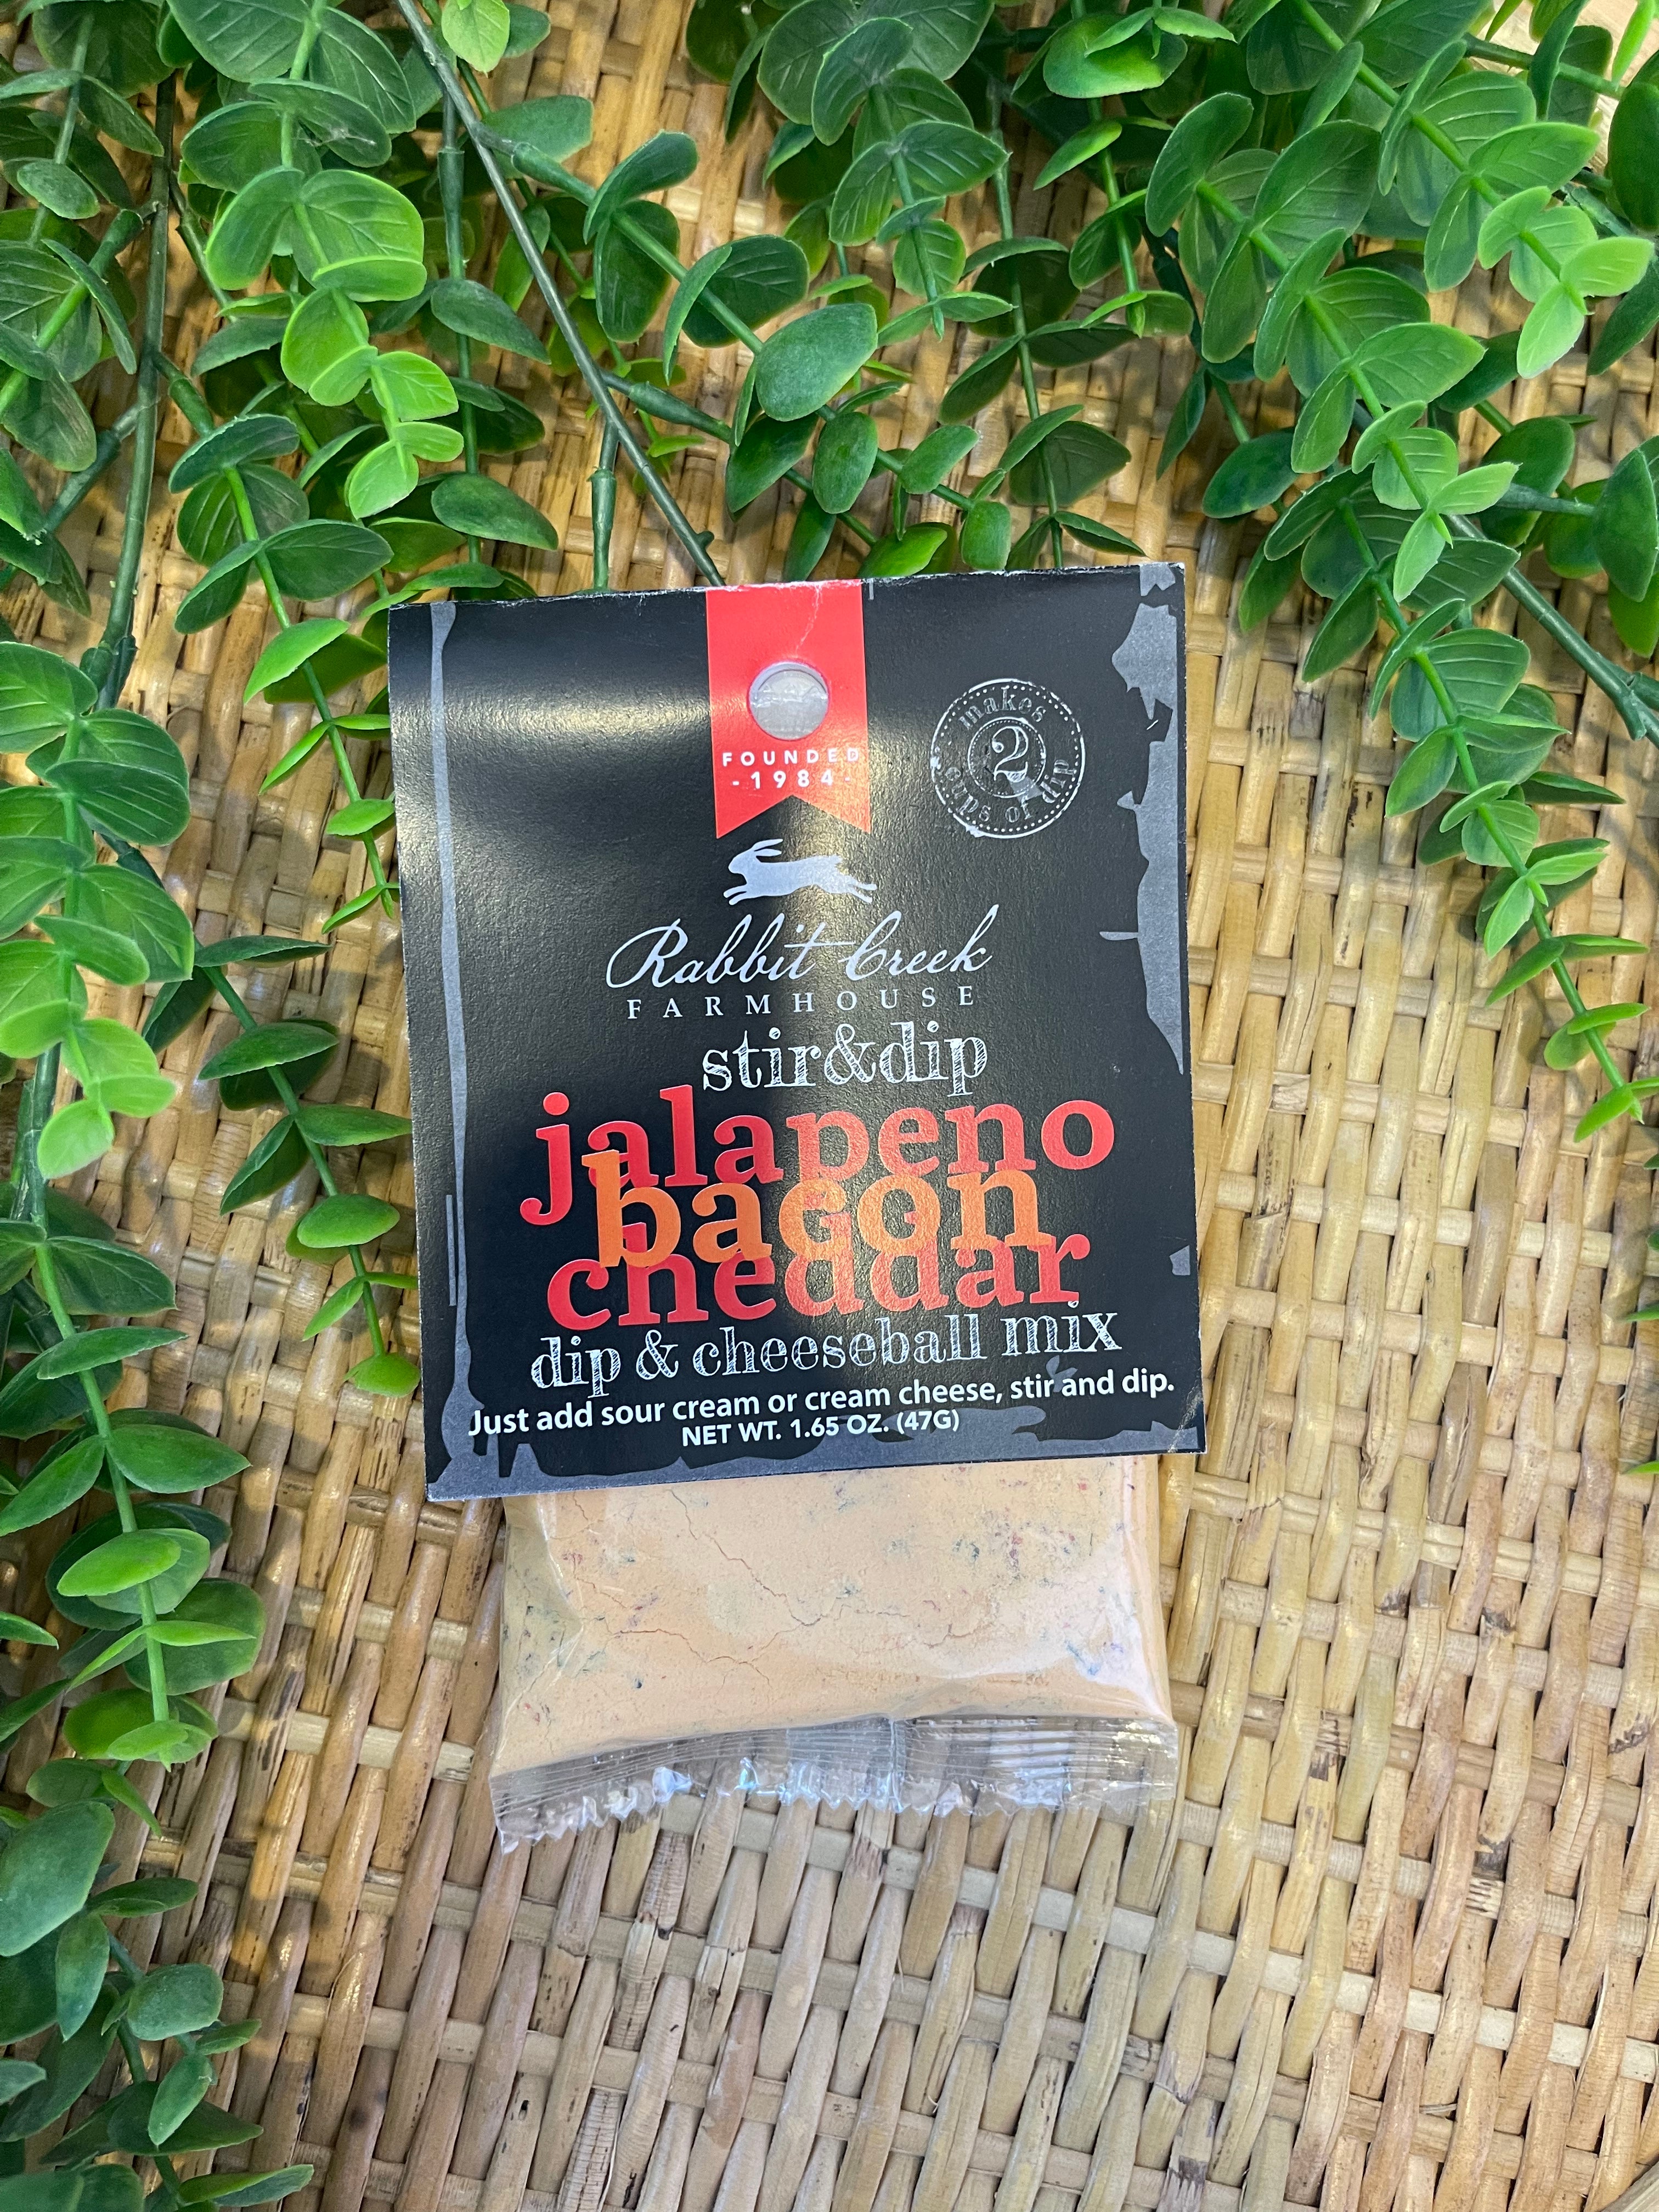 FOUNDED
-1984-
makes
2
cups of dip
Rabbit Creek
FARMHOUSE
stir&dip
jalapeno
bacon
cheddar
dip & cheeseball mix
Just add sour cream or cream cheese, stir and dip.
NET WT. 1.65 OZ. (47G)